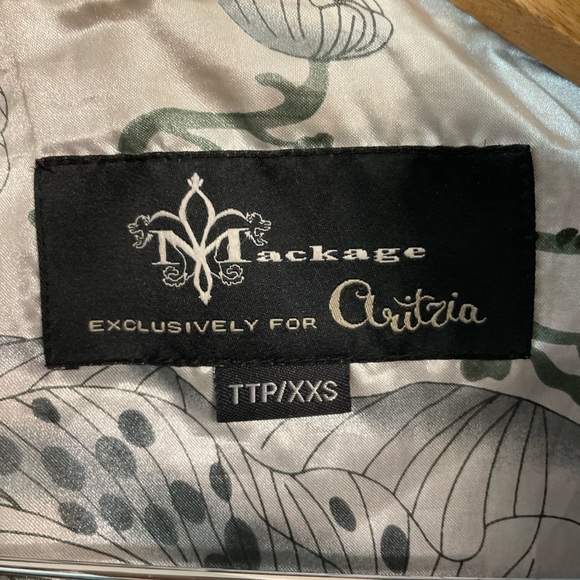 Mackage
EXCLUSIVELY FOR aritzia
TTP/XXS